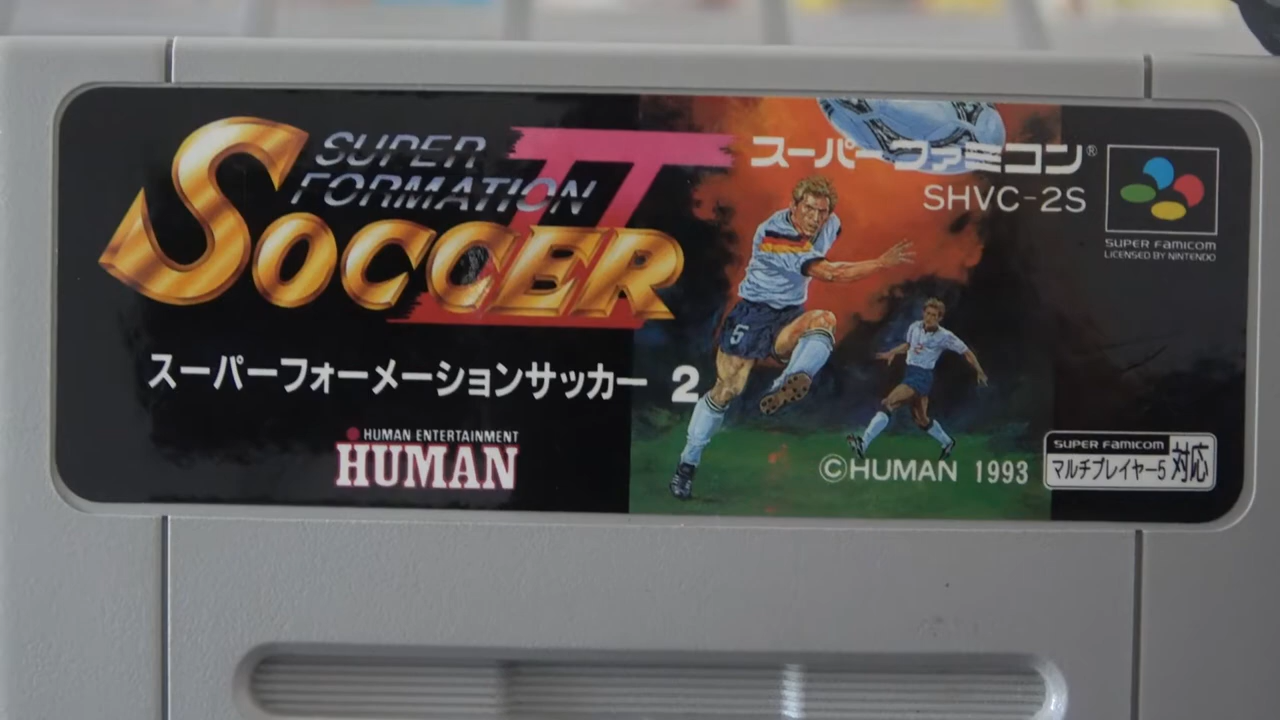 SUPER
FORMATION
SOCCER
II
スーパーフォーメーションサッカー 2
HUMAN ENTERTAINMENT
HUMAN
スーパーファミコン®
SHVC-2S
SUPER FAMICOM
LICENSED BY NINTENDO
5
©HUMAN 1993
SUPER FAMICOM
マルチプレイヤー5 対応